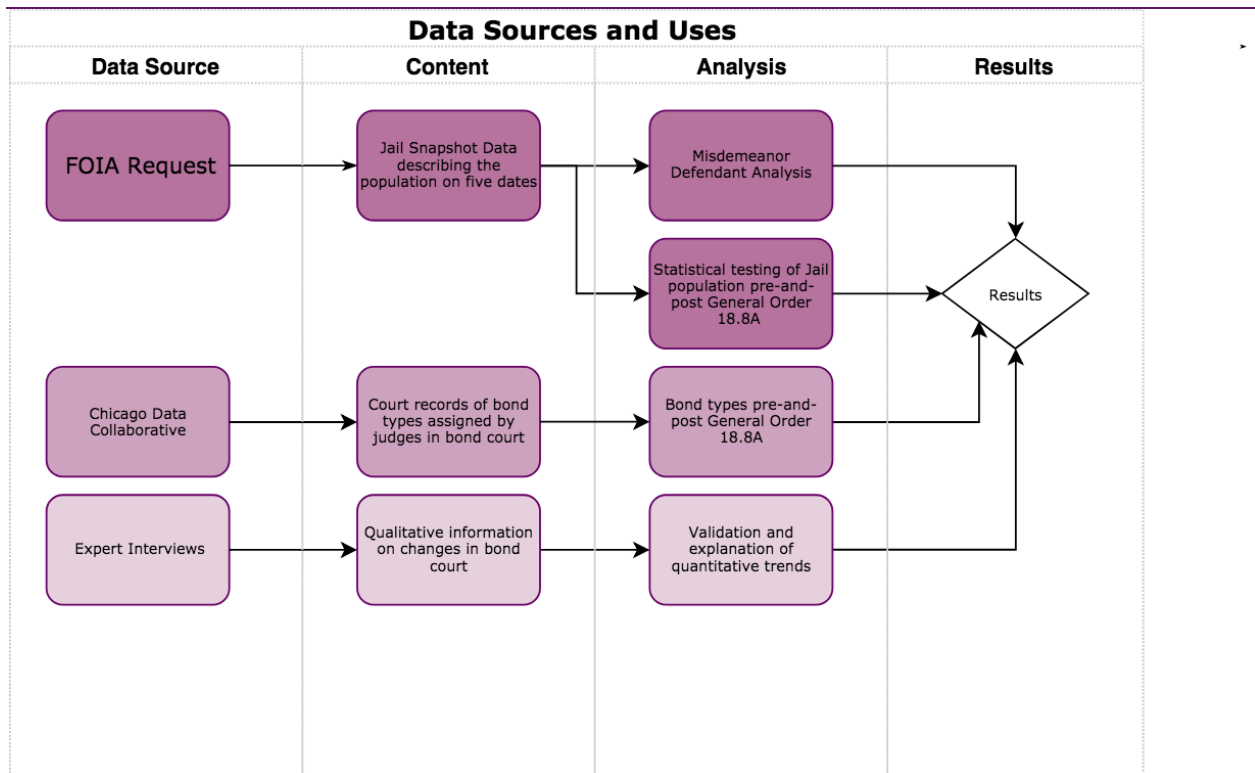 Data Sources and Uses
Data Source
Content
Analysis
Results
FOIA Request
Jail Snapshot Data
describing the
population on five dates
Misdemeanor
Defendant Analysis
Statistical testing of Jail
population pre-and-
post General Order
18.8A
Results
Chicago Data
Collaborative
Court records of bond
types assigned by
judges in bond court
Bond types pre-and-
post General Order
18.8A
Expert Interviews
Qualitative information
on changes in bond
court
Validation and
explanation of
quantitative trends